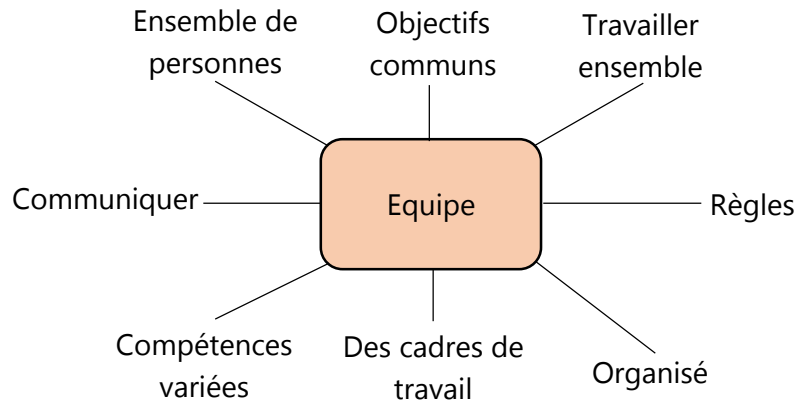 Ensemble de
personnes
Objectifs
communs
Travailler
ensemble
Communiquer
Equipe
Règles
Compétences
variées
Des cadres de
travail
Organisé